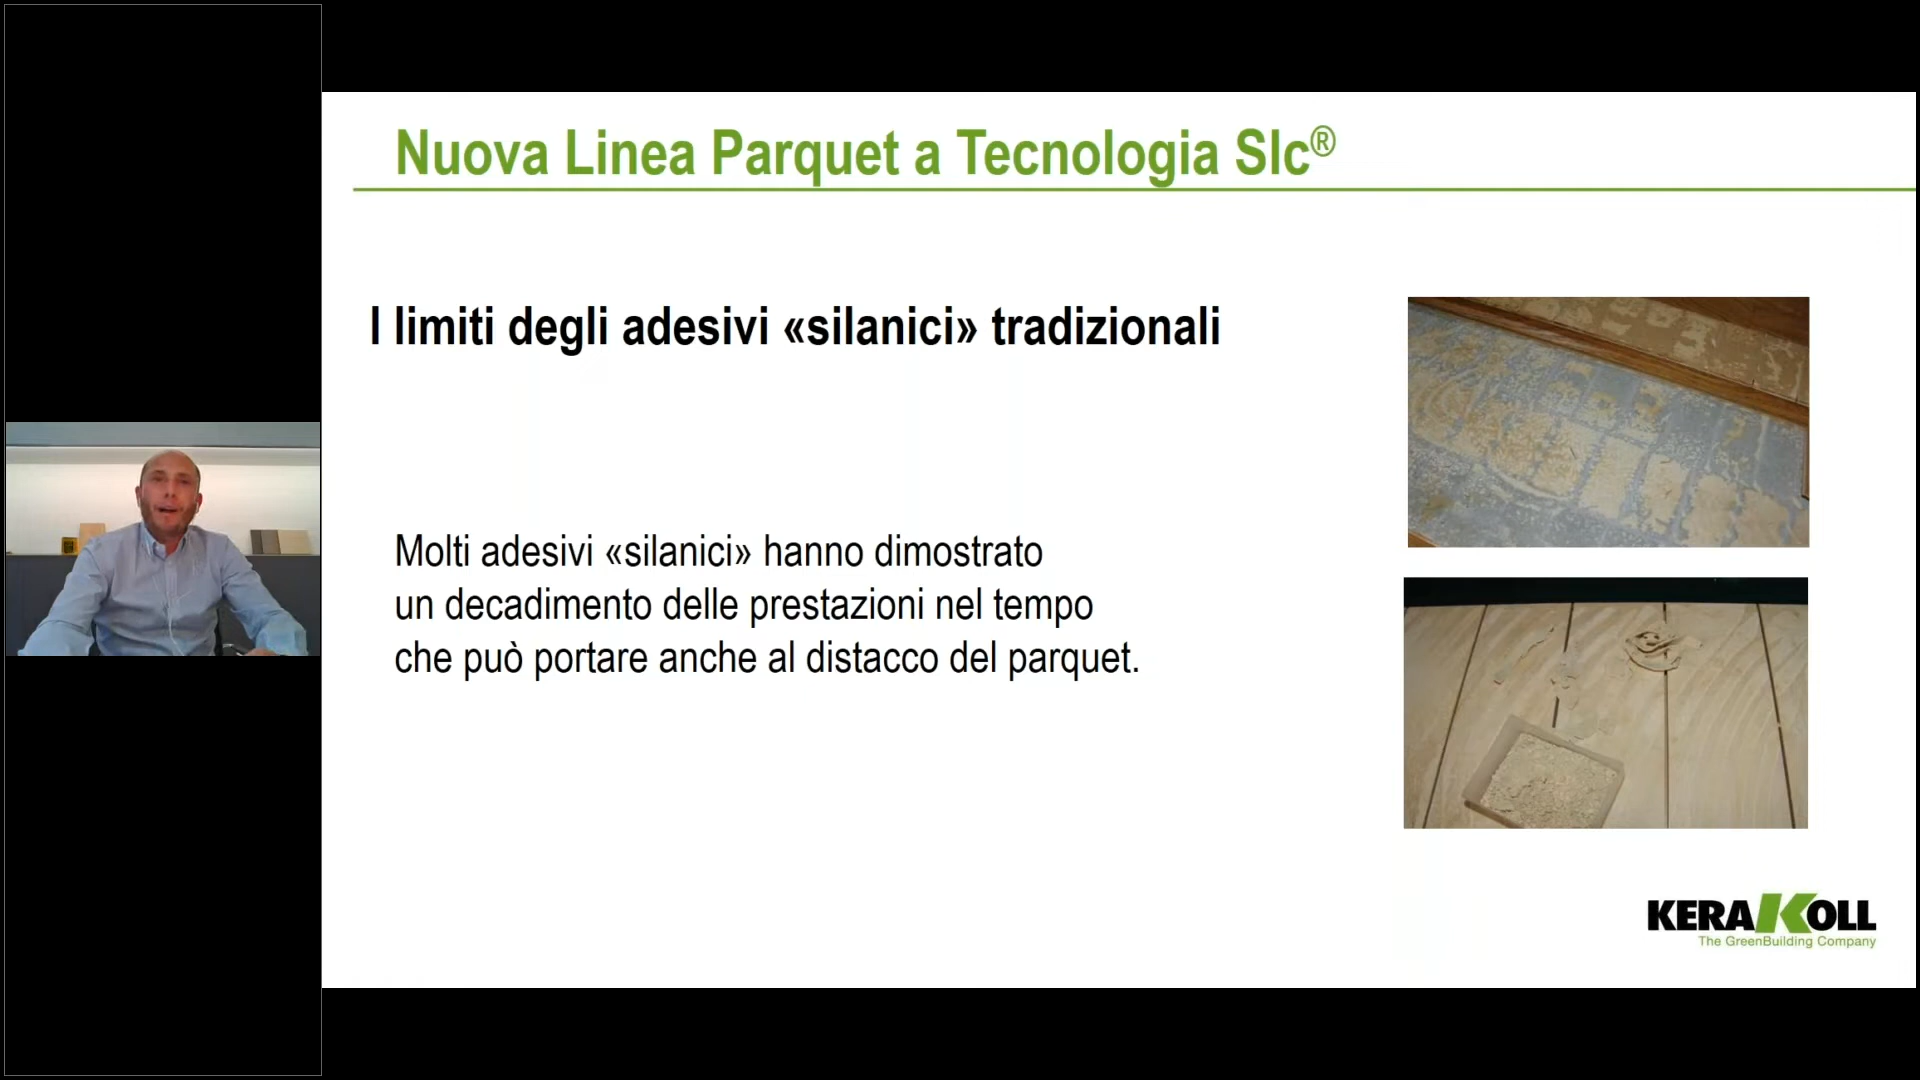 Nuova Linea Parquet a Tecnologia Slc®
I limiti degli adesivi «silanici» tradizionali
Molti adesivi «silanici» hanno dimostrato
un decadimento delle prestazioni nel tempo
che può portare anche al distacco del parquet.
KERAKOLL
The GreenBuilding Company